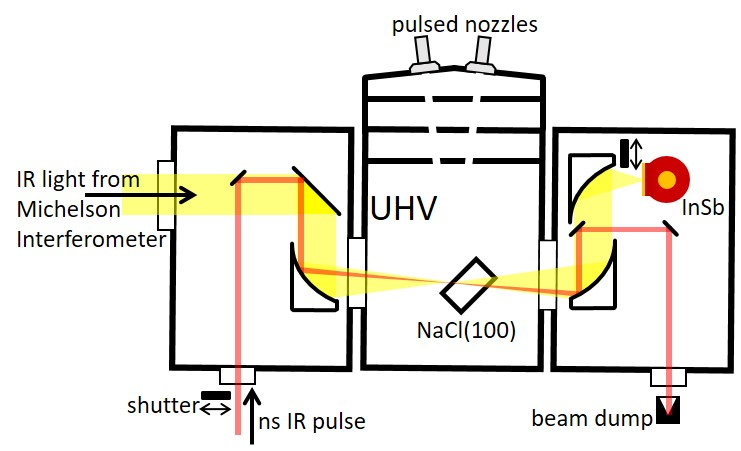 pulsed nozzles
IR light from
Michelson
Interferometer
UHV
InSb
NaCl(100)
shutter
ns IR pulse
beam dump